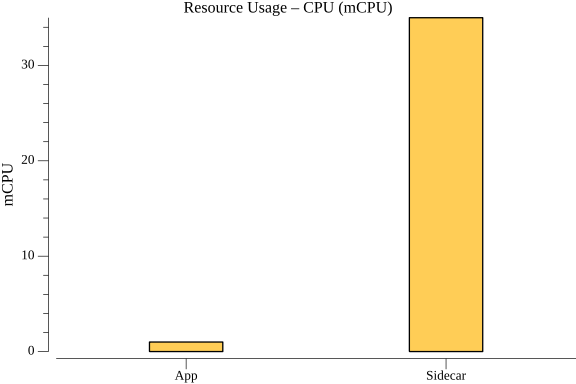 Resource Usage – CPU (mCPU)
30
20
10
0
mCPU
App
Sidecar